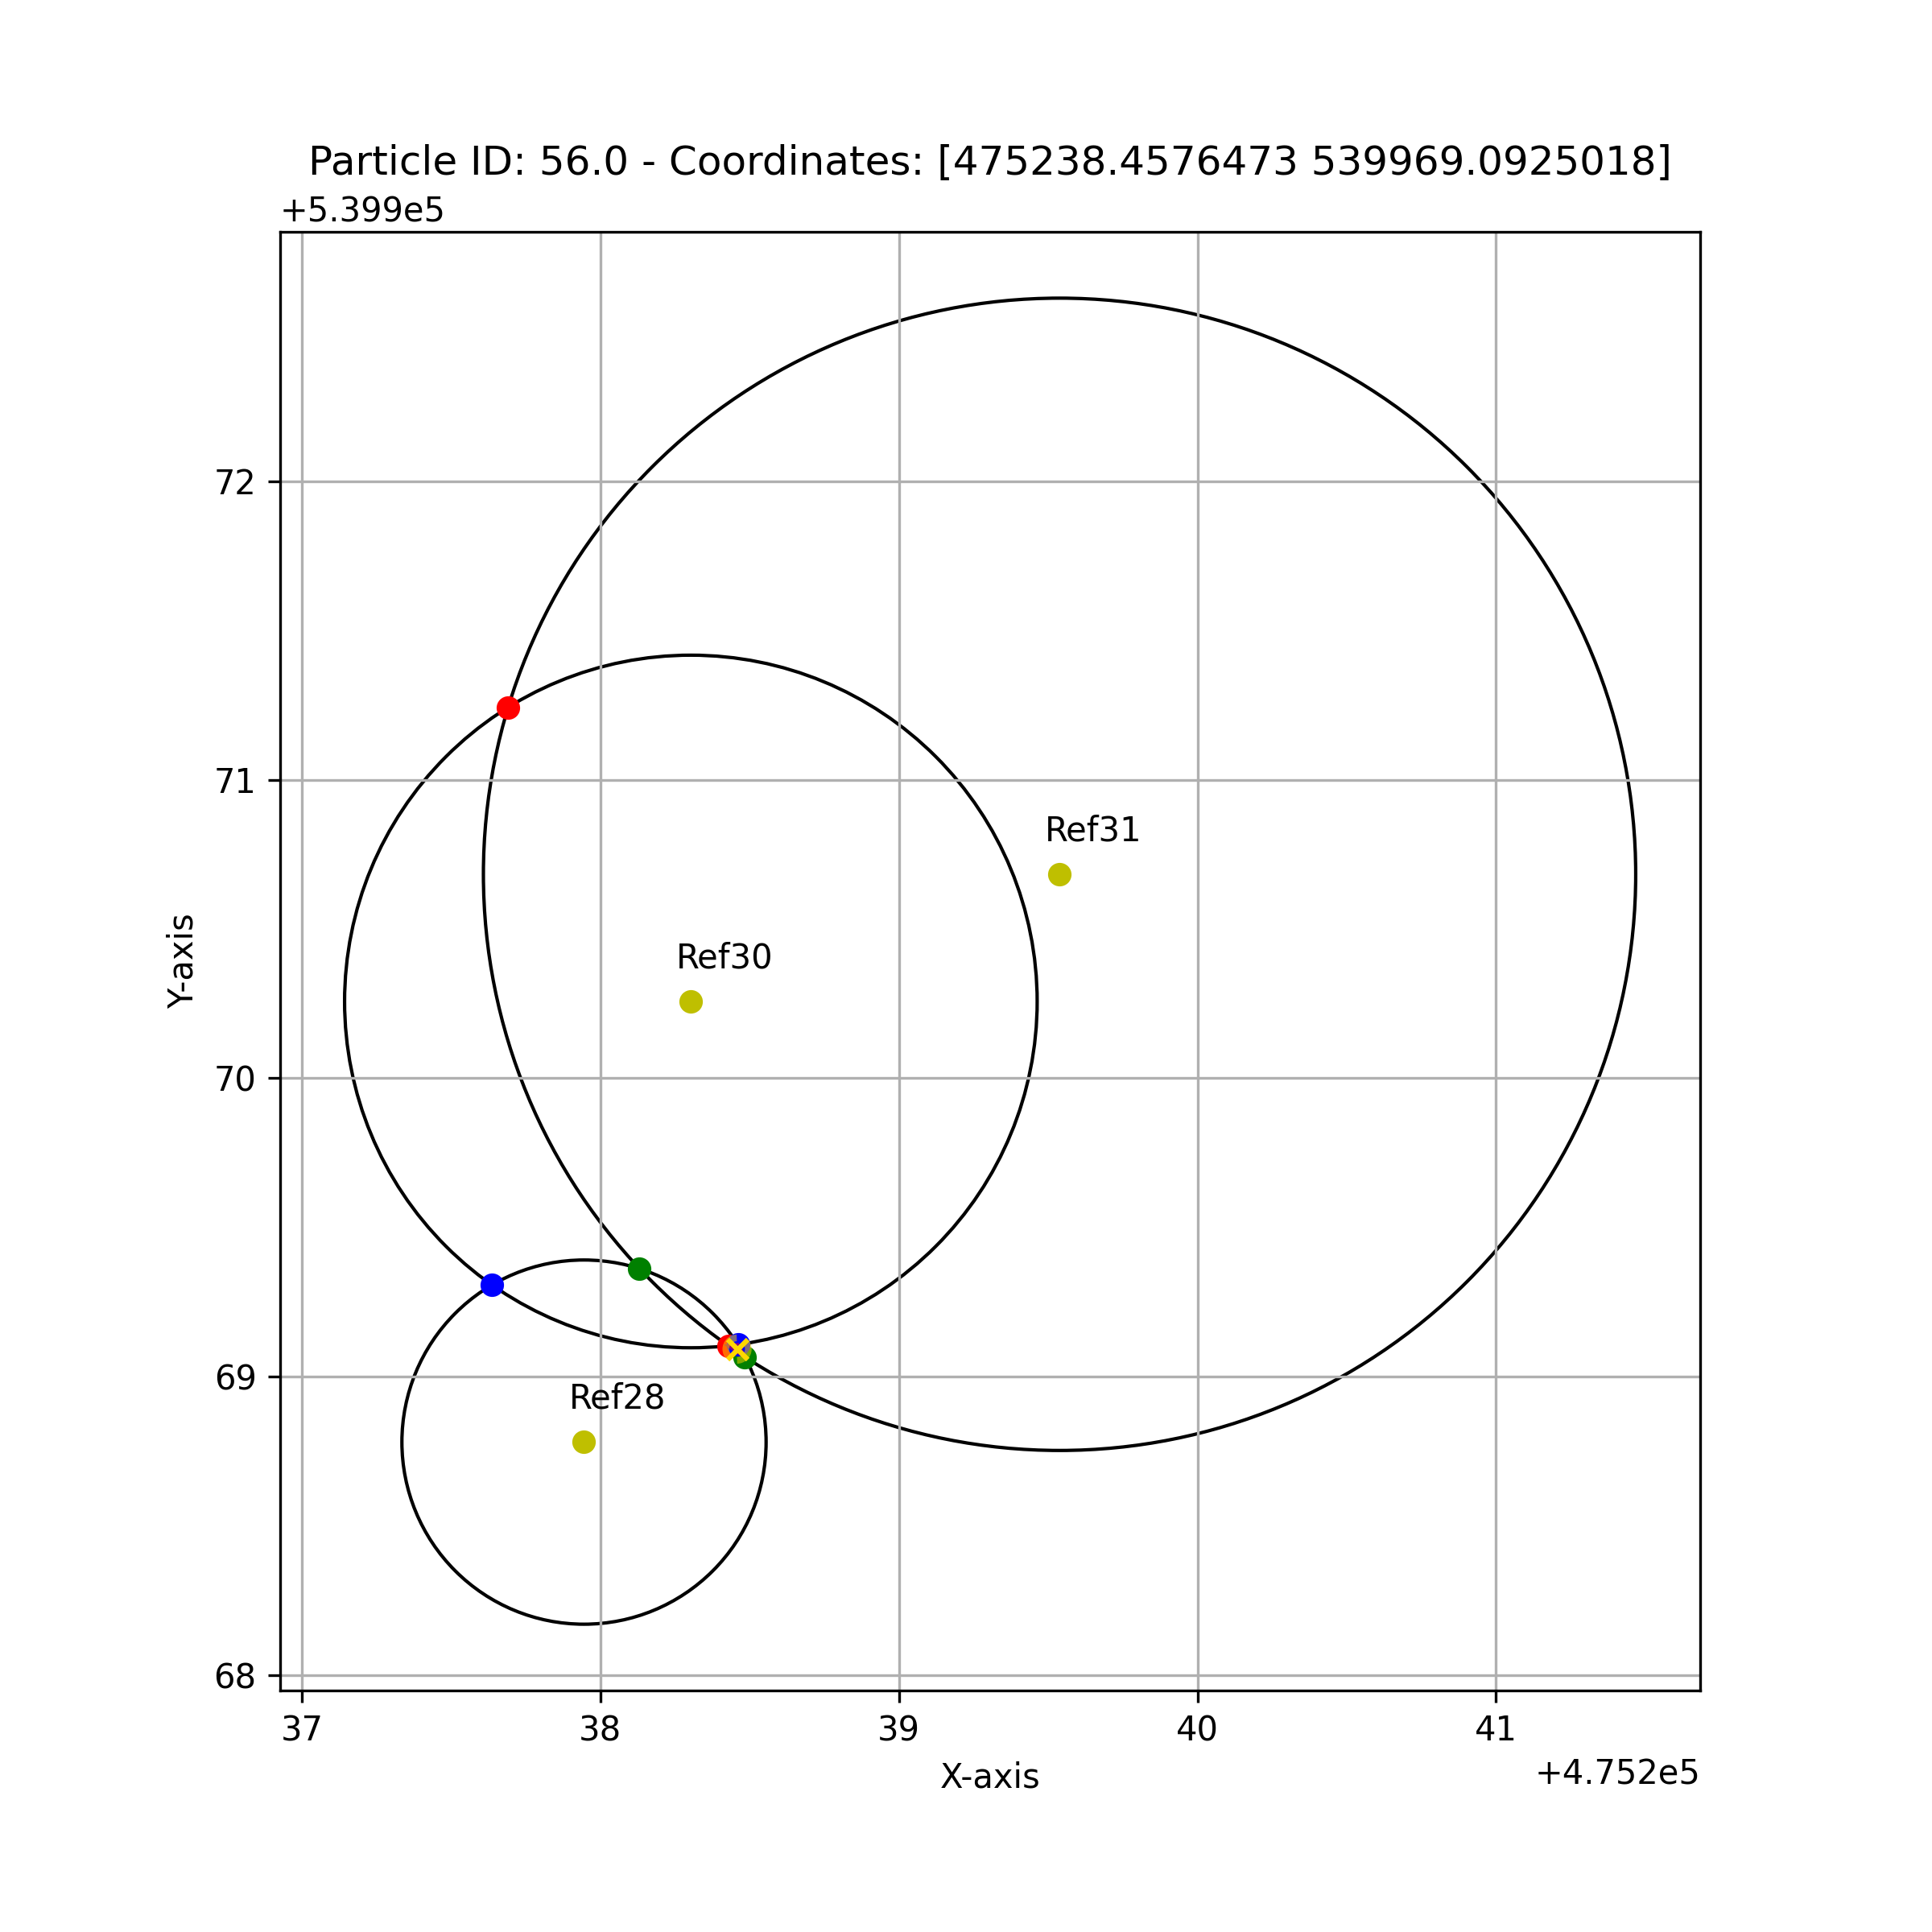 Particle ID: 56.0 - Coordinates: [475238.4576473 539969.0925018]
+5.399e5
72
71
Ref31
Ref30
Y-axis
70
69
Ref28
68
37 38 39 40 41
X-axis
+4.752e5